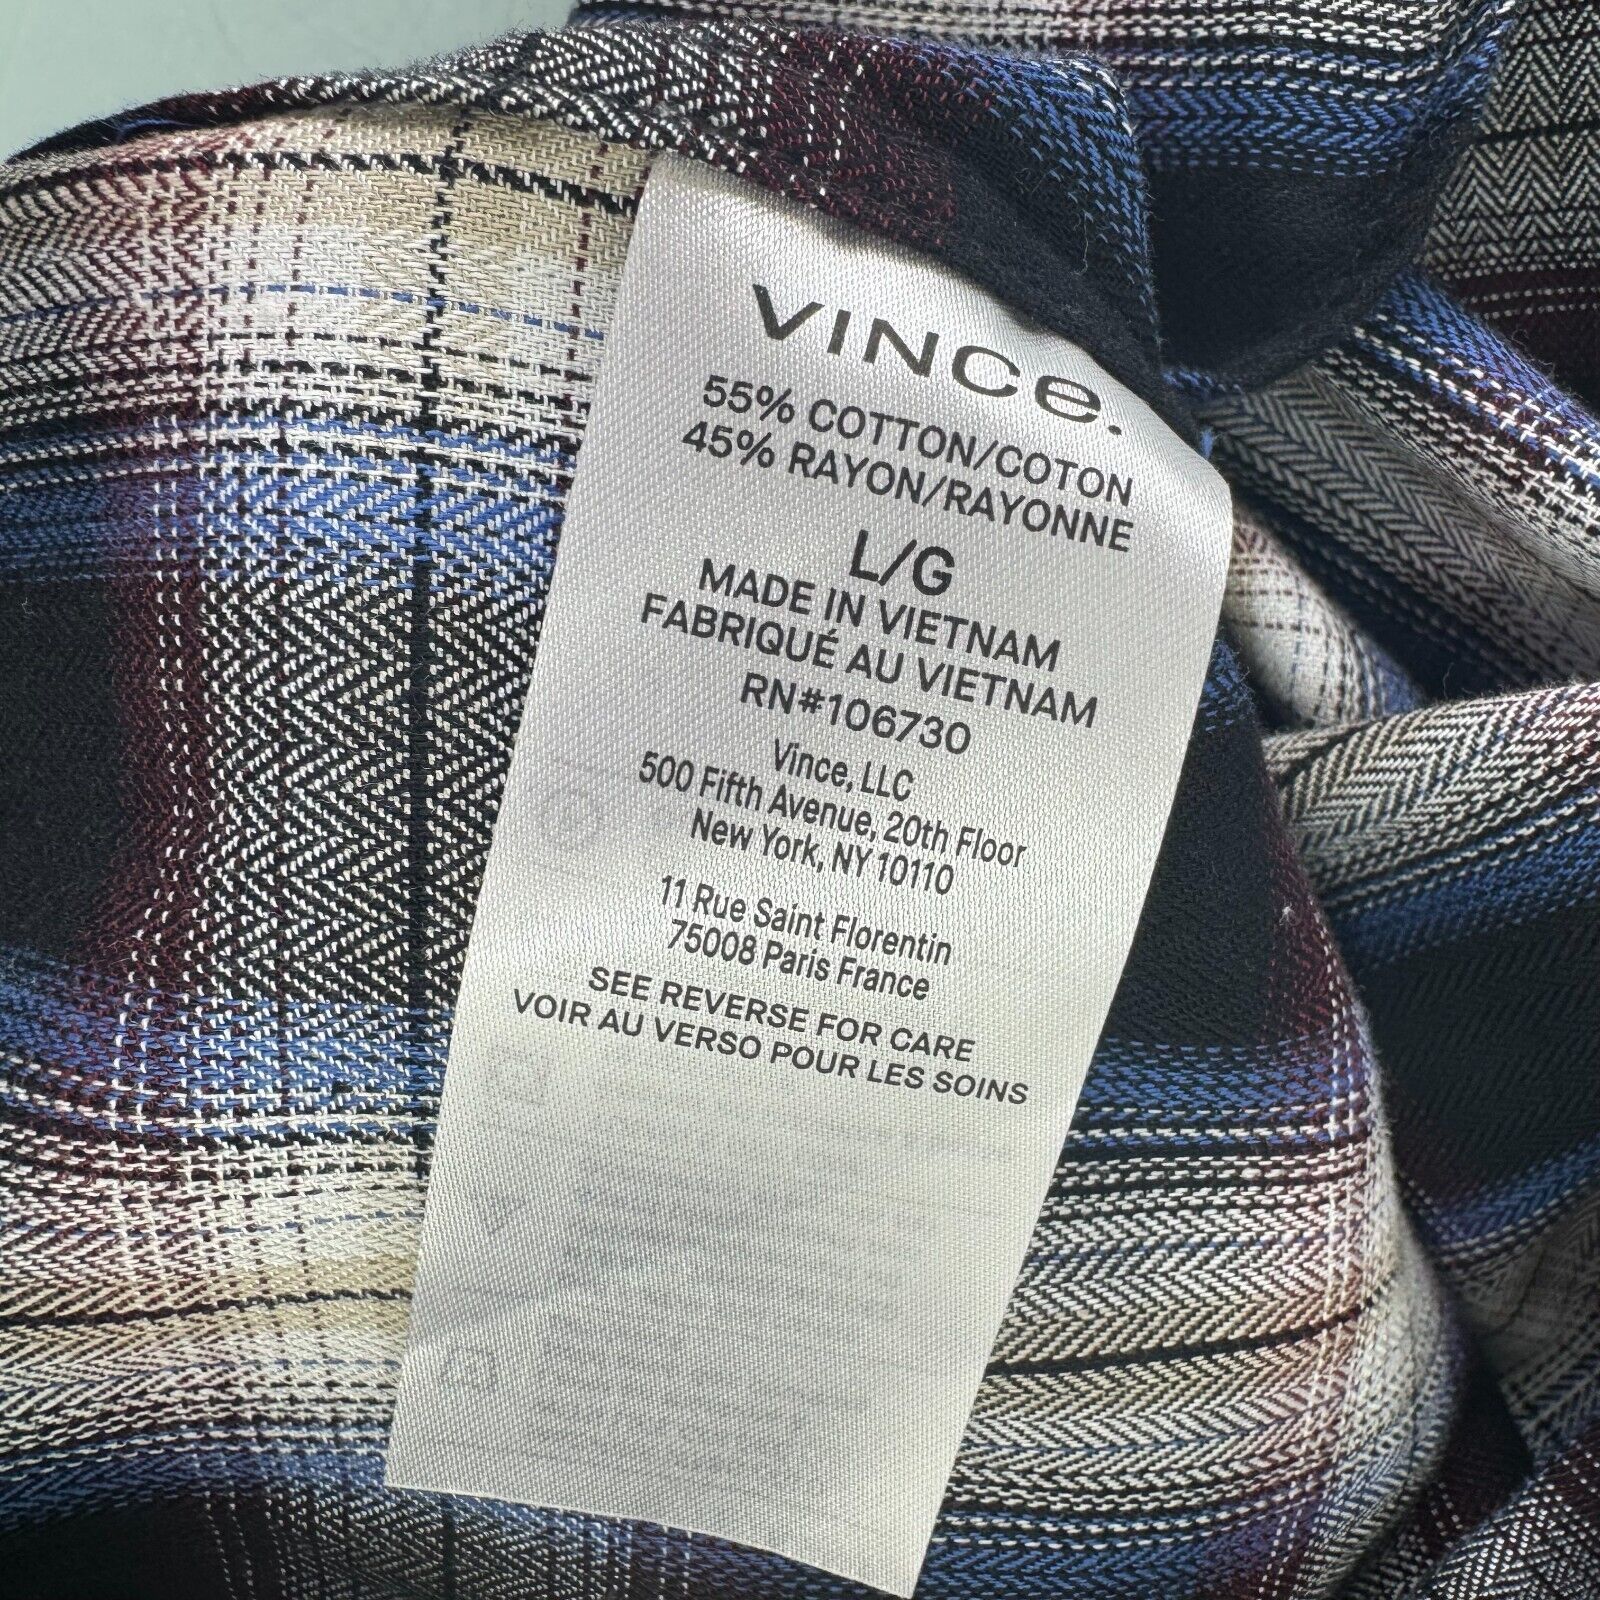 VINCe.
55% COTTON/COTON
45% RAYON/RAYONNE
L/G
MADE IN VIETNAM
FABRIQUÉ AU VIETNAM
RN#106730
Vince, LLC
500 Fifth Avenue, 20th Floor
New York, NY 10110
11 Rue Saint Florentin
75008 Paris France
SEE REVERSE FOR CARE
VOIR AU VERSO POUR LES SOINS